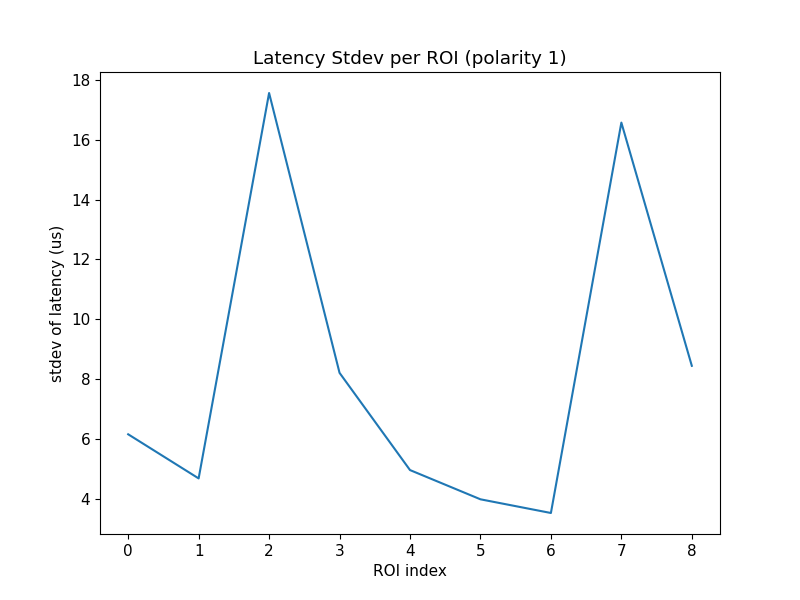 Latency Stdev per ROI (polarity 1)
18
16
14
12
10
8
6
4
stdev of latency (us)
0 1 2 3 4 5 6 7 8
ROI index